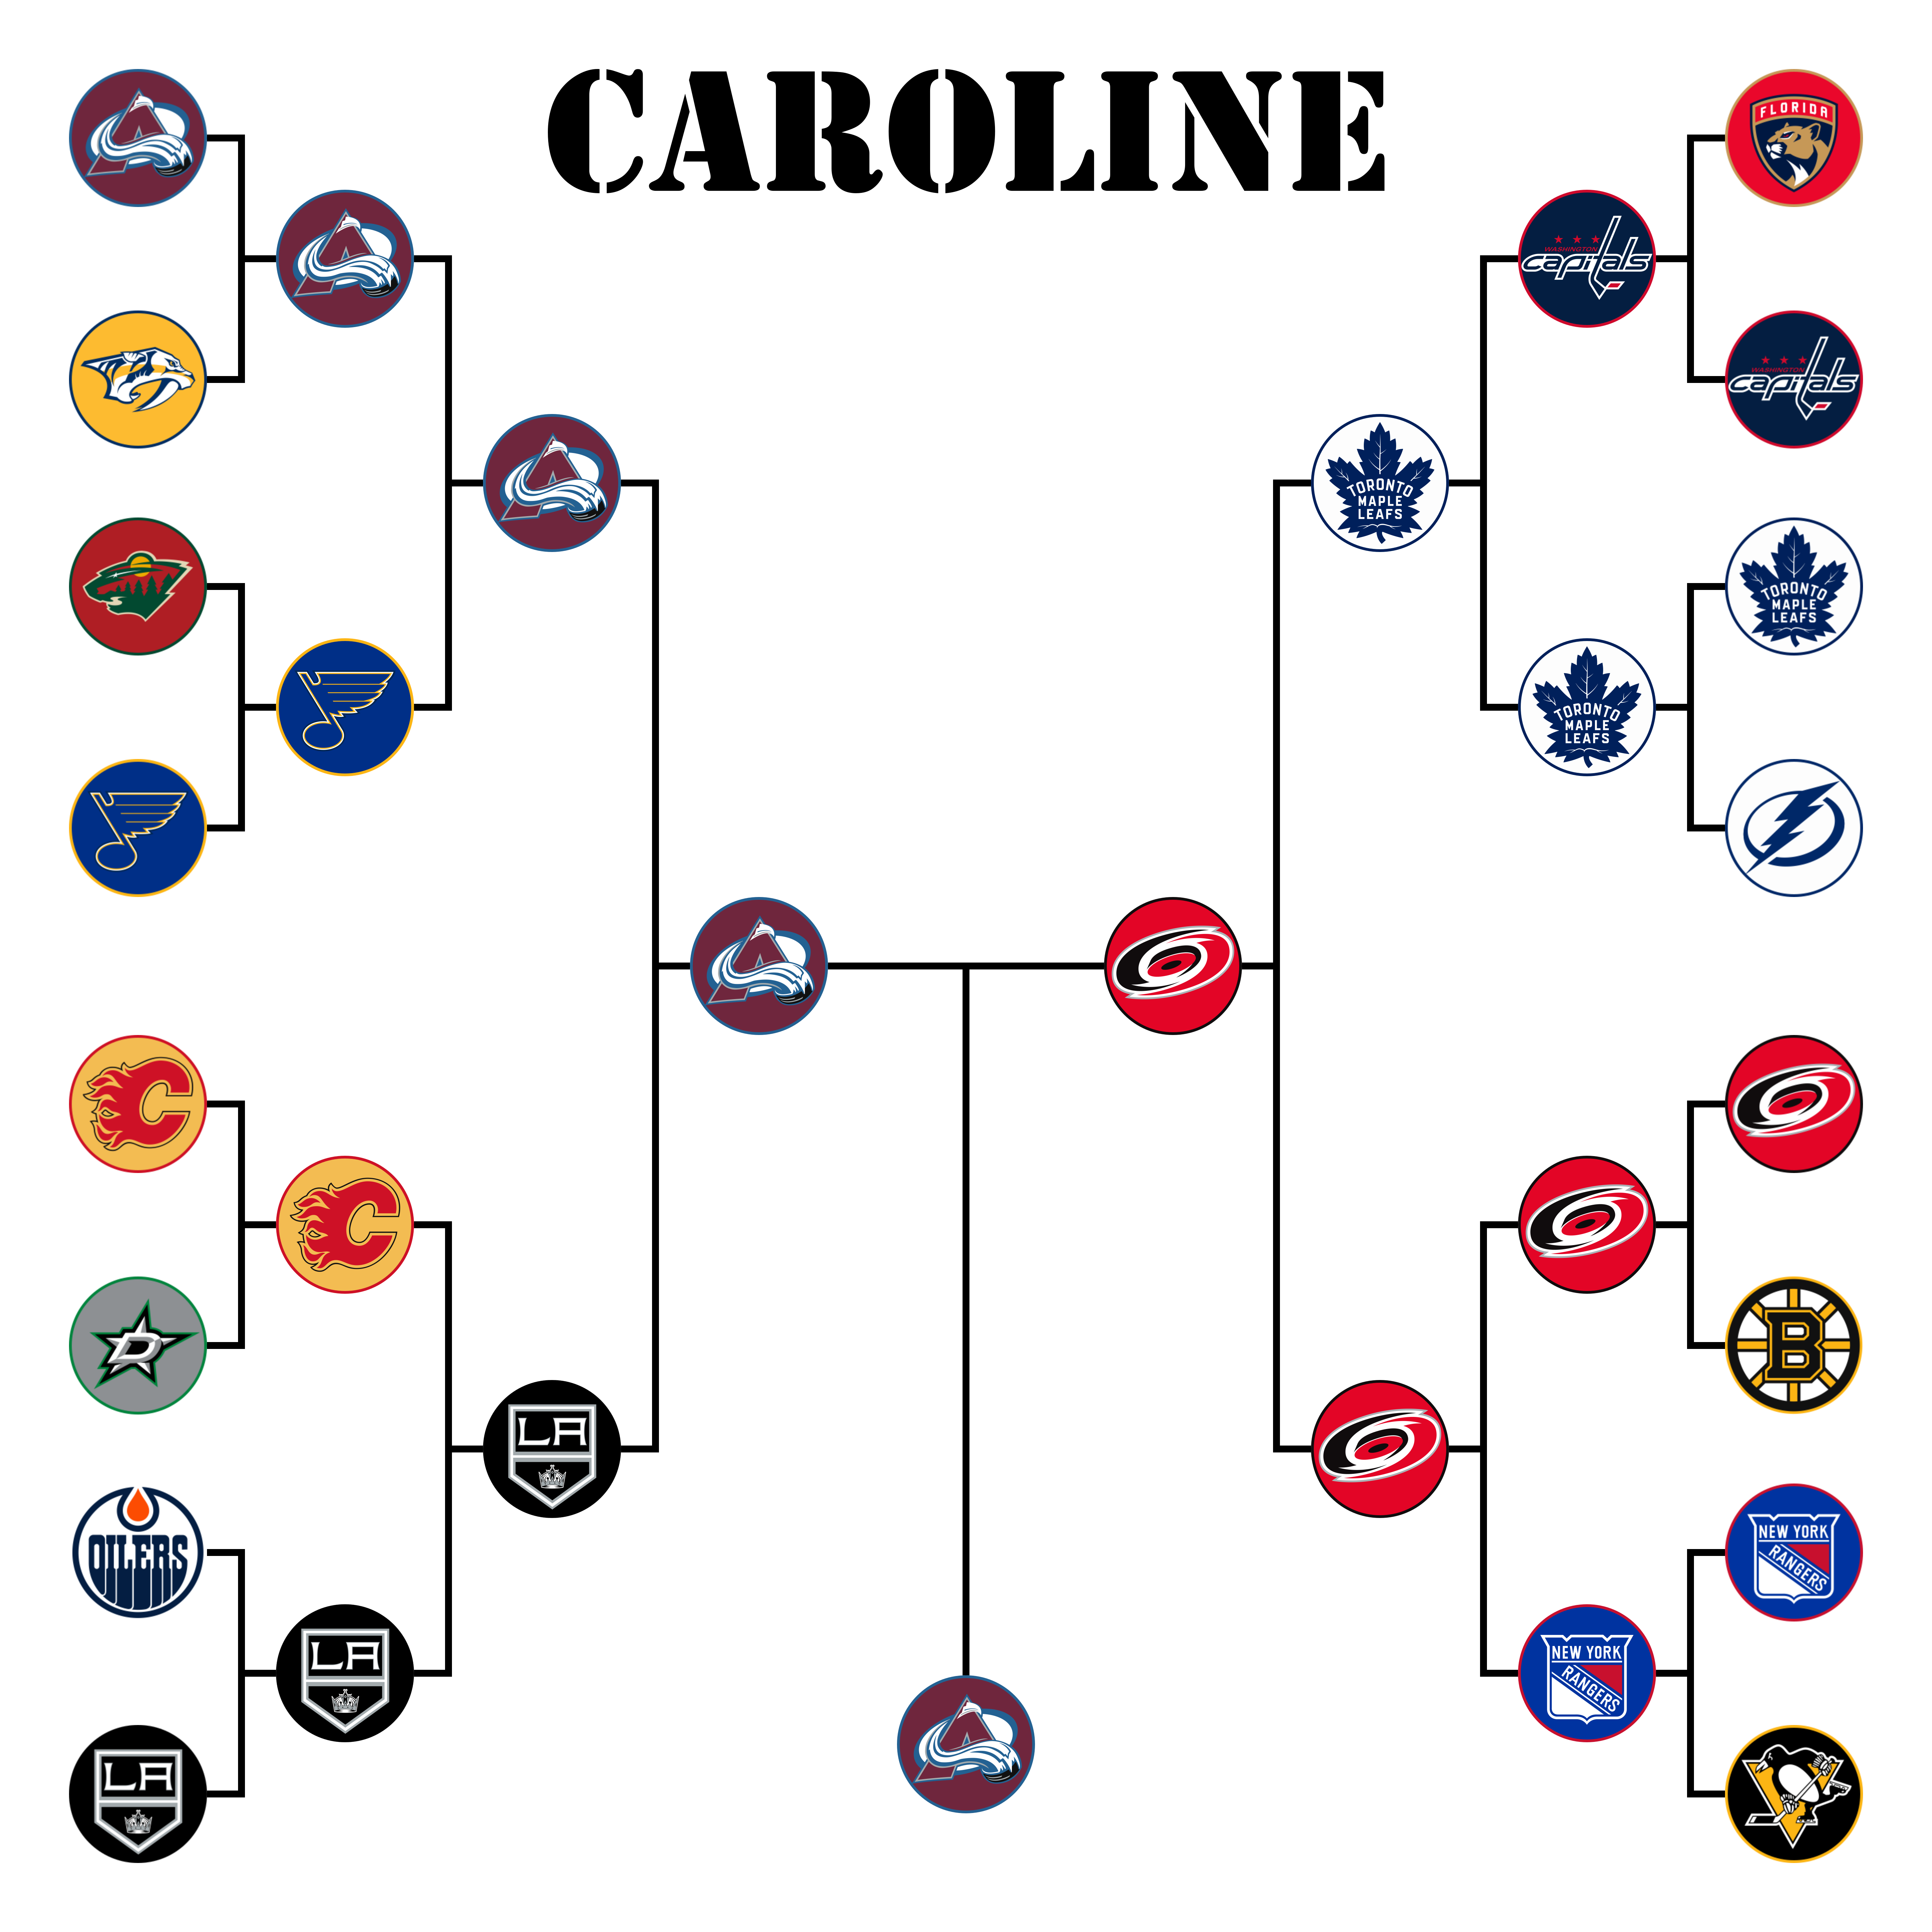 CAROLINE
FLORIDA
WASHINGTON
capitals
WASHINGTON
capitals
TORONTO
MAPLE
LEAFS
TORONTO
MAPLE
LEAFS
TORONTO
MAPLE
LEAFS
C
C
D
B
LA
OILERS
NEW YORK
RANGERS
LA
NEW YORK
RANGERS
LA